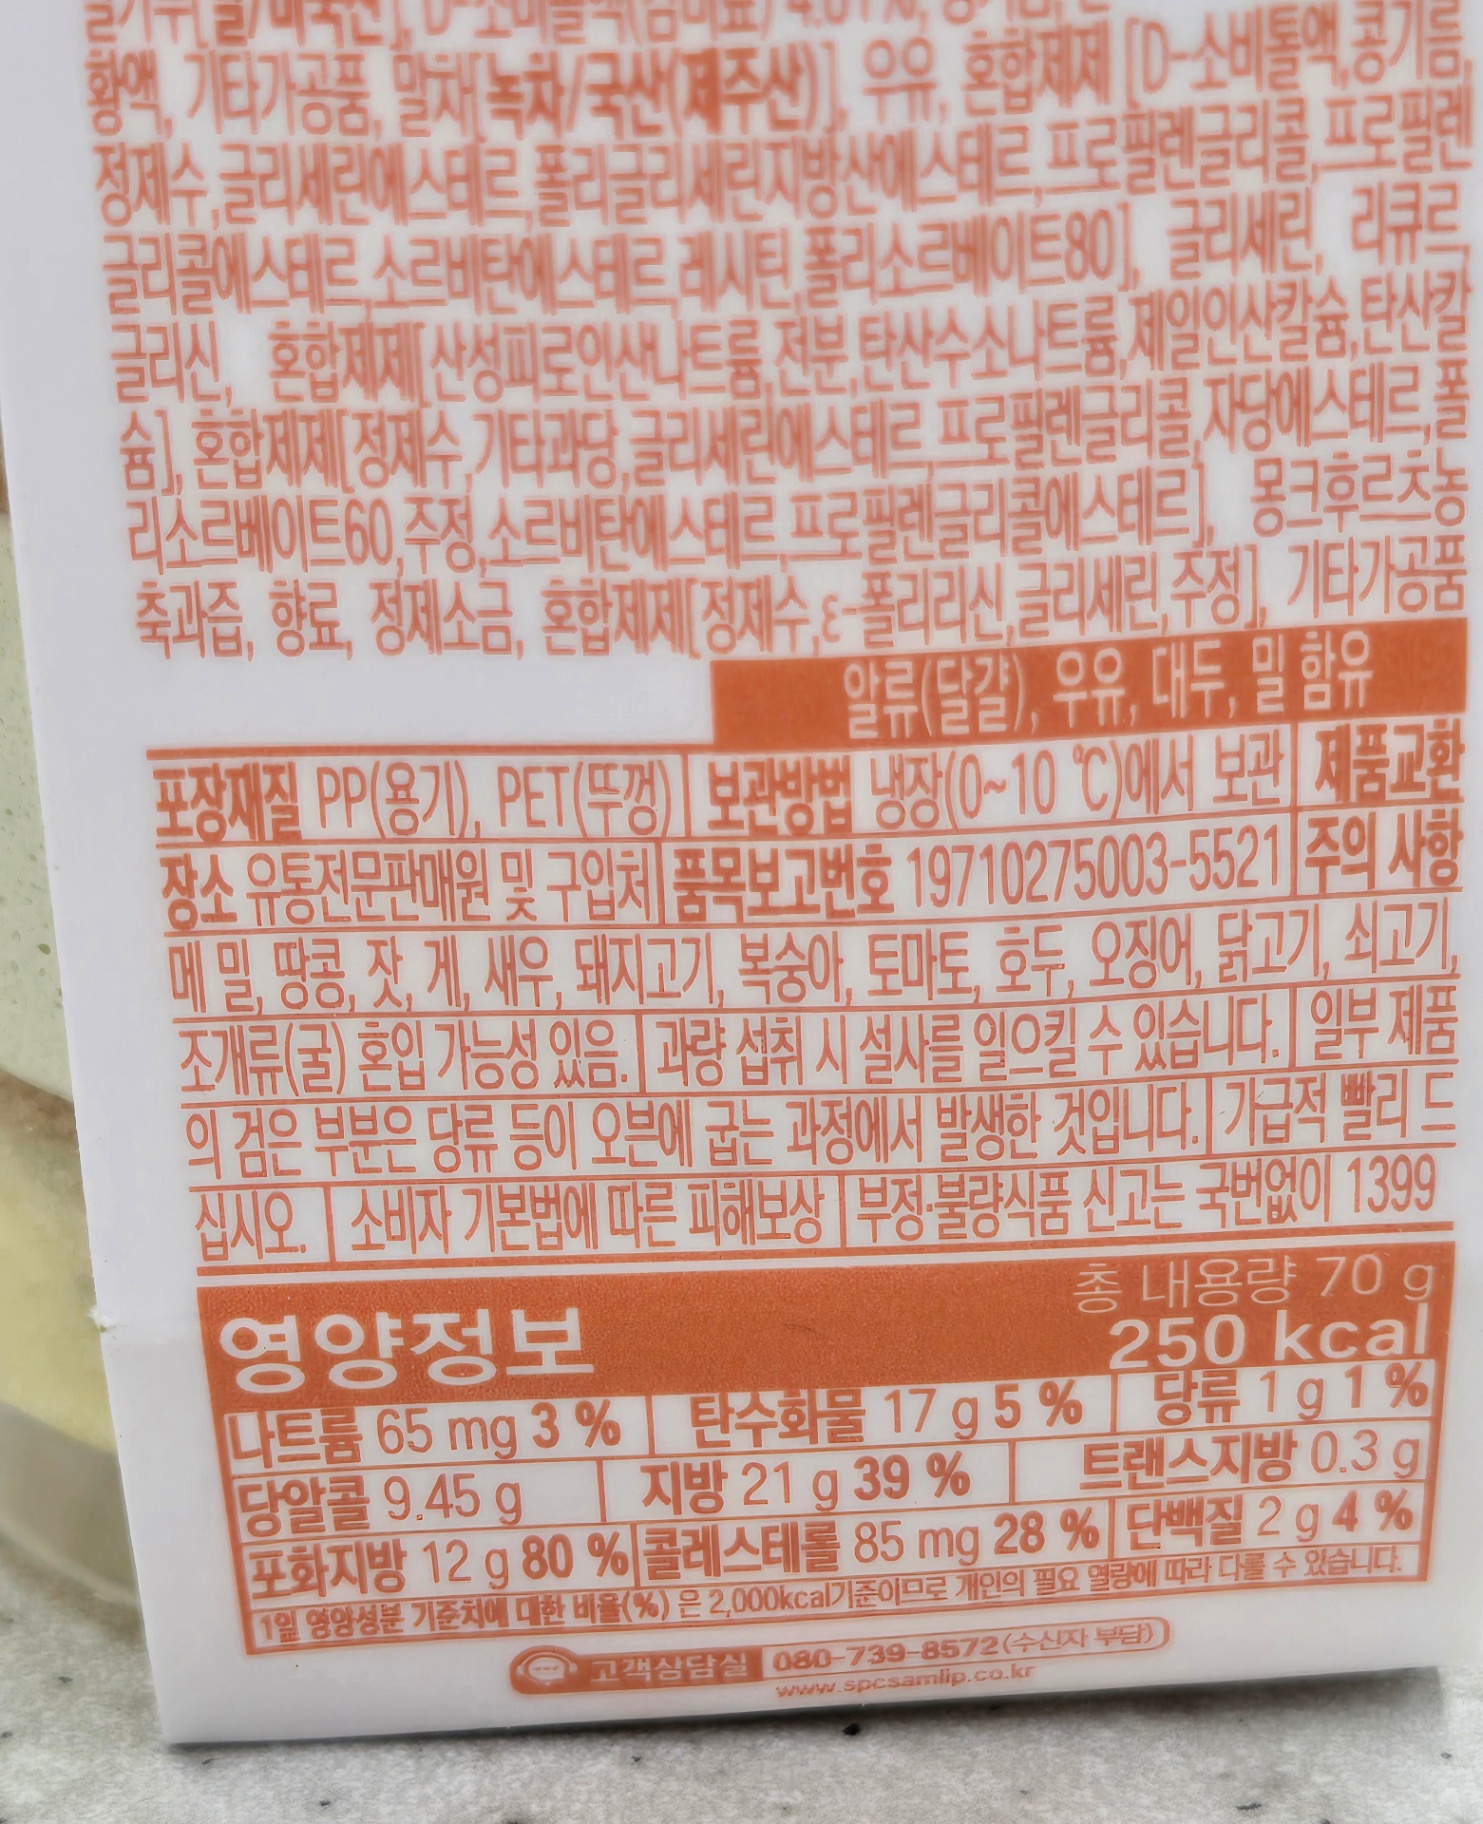 황액, 기타가공품, 말차[녹차/국산(제주산)], 우유, 혼합제제 [D-소비톨액,콩기름,
정제수,글리세린에스테르,폴리글리세린지방산에스테르,프로필렌글리콜,프로필렌
글리콜에스테르,소르비탄에스테르,레시틴,폴리소르베이트80], 글리세린, 리큐르,
글리신, 혼합제제[산성피로인산나트륨,전분,탄산수소나트륨,제일인산칼슘,탄산칼
슘], 혼합제제[정제수,기타과당,글리세린에스테르,프로필렌글리콜,자당에스테르,폴
리소르베이트60,주정,소르비탄에스테르,프로필렌글리콜에스테르], 몽크후르츠농
축과즙, 향료, 정제소금, 혼합제제[정제수,ε-폴리리신,글리세린,주정], 기타가공품
알류(달걀), 우유, 대두, 밀 함유
포장재질 PP(용기), PET(뚜껑) 보관방법 냉장(0~10 ℃)에서 보관 제품교환
장소 유통전문판매원 및 구입처 품목보고번호 19710275003-5521 주의 사항
메밀, 땅콩, 잣, 게, 새우, 돼지고기, 복숭아, 토마토, 호두, 오징어, 닭고기, 쇠고기,
조개류(굴) 혼입 가능성 있음. 과량 섭취 시 설사를 일으킬 수 있습니다. 일부 제품
의 검은 부분은 당류 등이 오븐에 굽는 과정에서 발생한 것입니다. 가급적 빨리 드
십시오. 소비자 기본법에 따른 피해보상 부정·불량식품 신고는 국번없이 1399
영양정보 총 내용량 70 g
250 kcal
나트륨 65 mg 3 % 탄수화물 17 g 5 % 당류 1 g 1 %
당알콜 9.45 g 지방 21 g 39 % 트랜스지방 0.3 g
포화지방 12 g 80 % 콜레스테롤 85 mg 28 % 단백질 2 g 4 %
1일 영양성분 기준치에 대한 비율(%) 은 2,000kcal기준이므로 개인의 필요 열량에 따라 다를 수 있습니다.
고객상담실 080-739-8572(수신자 부담)
www.spcsamlip.co.kr